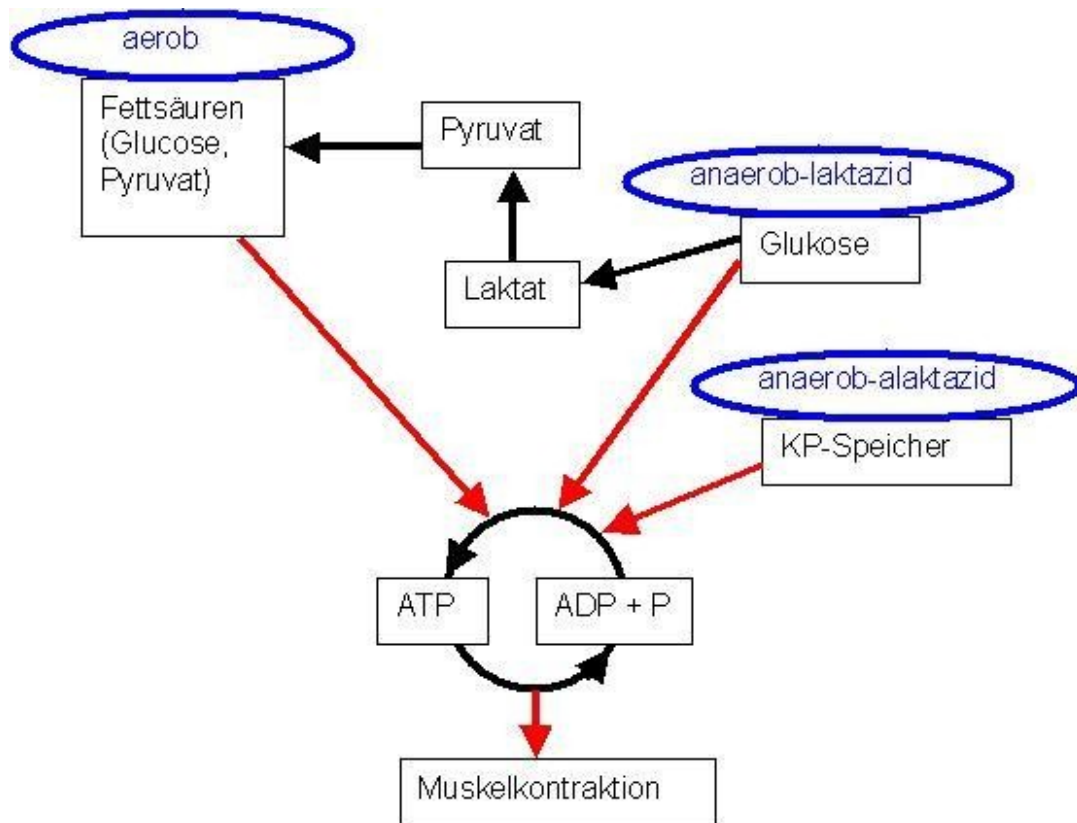 aerob
Fettsäuren
(Glucose,
Pyruvat)
Pyruvat
anaerob-laktazid
Glukose
Laktat
anaerob-alaktazid
KP-Speicher
ATP
ADP + P
Muskelkontraktion